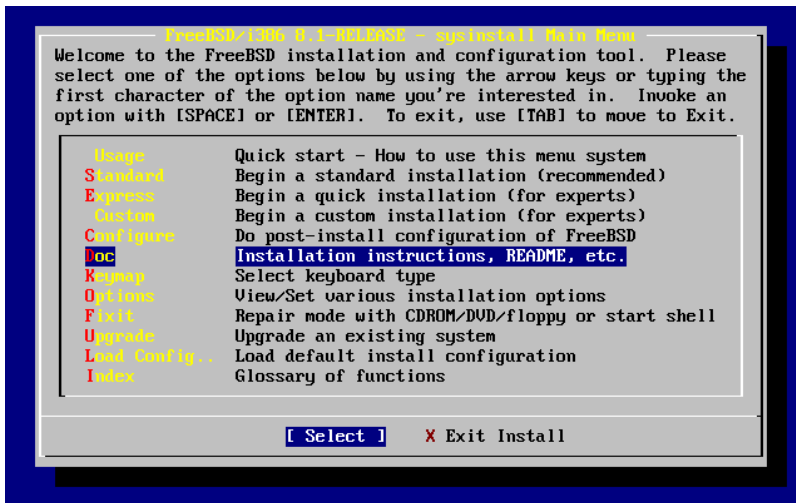 FreeBSD/i386 8.1-RELEASE - sysinstall Main Menu
Welcome to the FreeBSD installation and configuration tool.  Please
select one of the options below by using the arrow keys or typing the
first character of the option name you're interested in.  Invoke an
option with [SPACE] or [ENTER].  To exit, use [TAB] to move to Exit.
Usage Quick start - How to use this menu system
Standard Begin a standard installation (recommended)
Express Begin a quick installation (for experts)
Custom Begin a custom installation (for experts)
Configure Do post-install configuration of FreeBSD
Doc Installation instructions, README, etc.
Keymap Select keyboard type
Options View/Set various installation options
Fixit Repair mode with CDROM/DVD/floppy or start shell
Upgrade Upgrade an existing system
Load Config.. Load default install configuration
Index Glossary of functions
[ Select ] X Exit Install